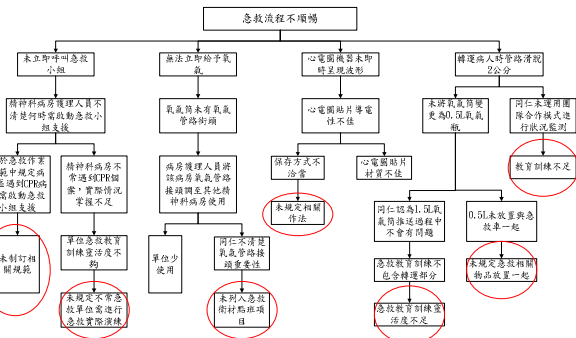 急救流程不順暢
未立即呼叫急救
小組
無法立即給予氧
氣
心電圖機器未即
時呈現波形
轉運病人時管路滑脫
2公分
精神科病房護理人員不
清楚何時需啟動急救小
組支援
氧氣筒未有氧氣
管路街頭
心電圖貼片導電
性不佳
未將氧氣筒變
更為0.5L氧氣
瓶
同仁未運用團
隊合作模式進
行狀況監測
於急救作業
範中規定病
遇到CPR病
需啟動急救
小組支援
精神科病房不
常遇到CPR個
案,實際情況
掌握不足
病房護理人員將
該病房氧氣管路
接頭調至其他精
神科病房使用
保存方式不
洽當
心電圖貼片
材質不佳
教育訓練不足
未規定相關
作法
同仁認為1.5L氧
氣筒推送過程中
不會有問題
0.5L未放置與急
救車一起
未制訂相
關規範
單位急救教育
訓練靈活度不
夠
單位少
使用
同仁不清楚
氧氣管路接
頭重要性
急救教育訓練不
包含轉運部分
未規定急救相關
物品放置一起
未規定不常急
救單位需進行
急救實際演練
未列入急救
衛材點班項
目
急救教育訓練靈
活度不足